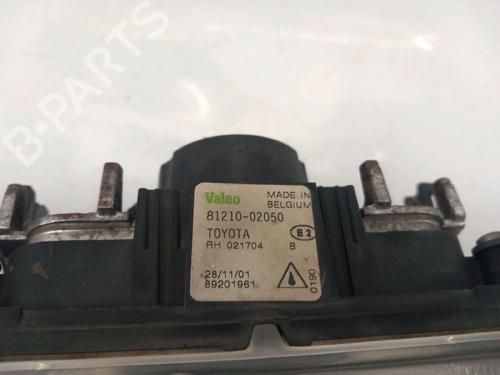 B-PARTS
Valeo
MADE IN
BELGIUM
81210-02050
TOYOTA
E2
RH 021704 B
28/11/01
89201961
0190